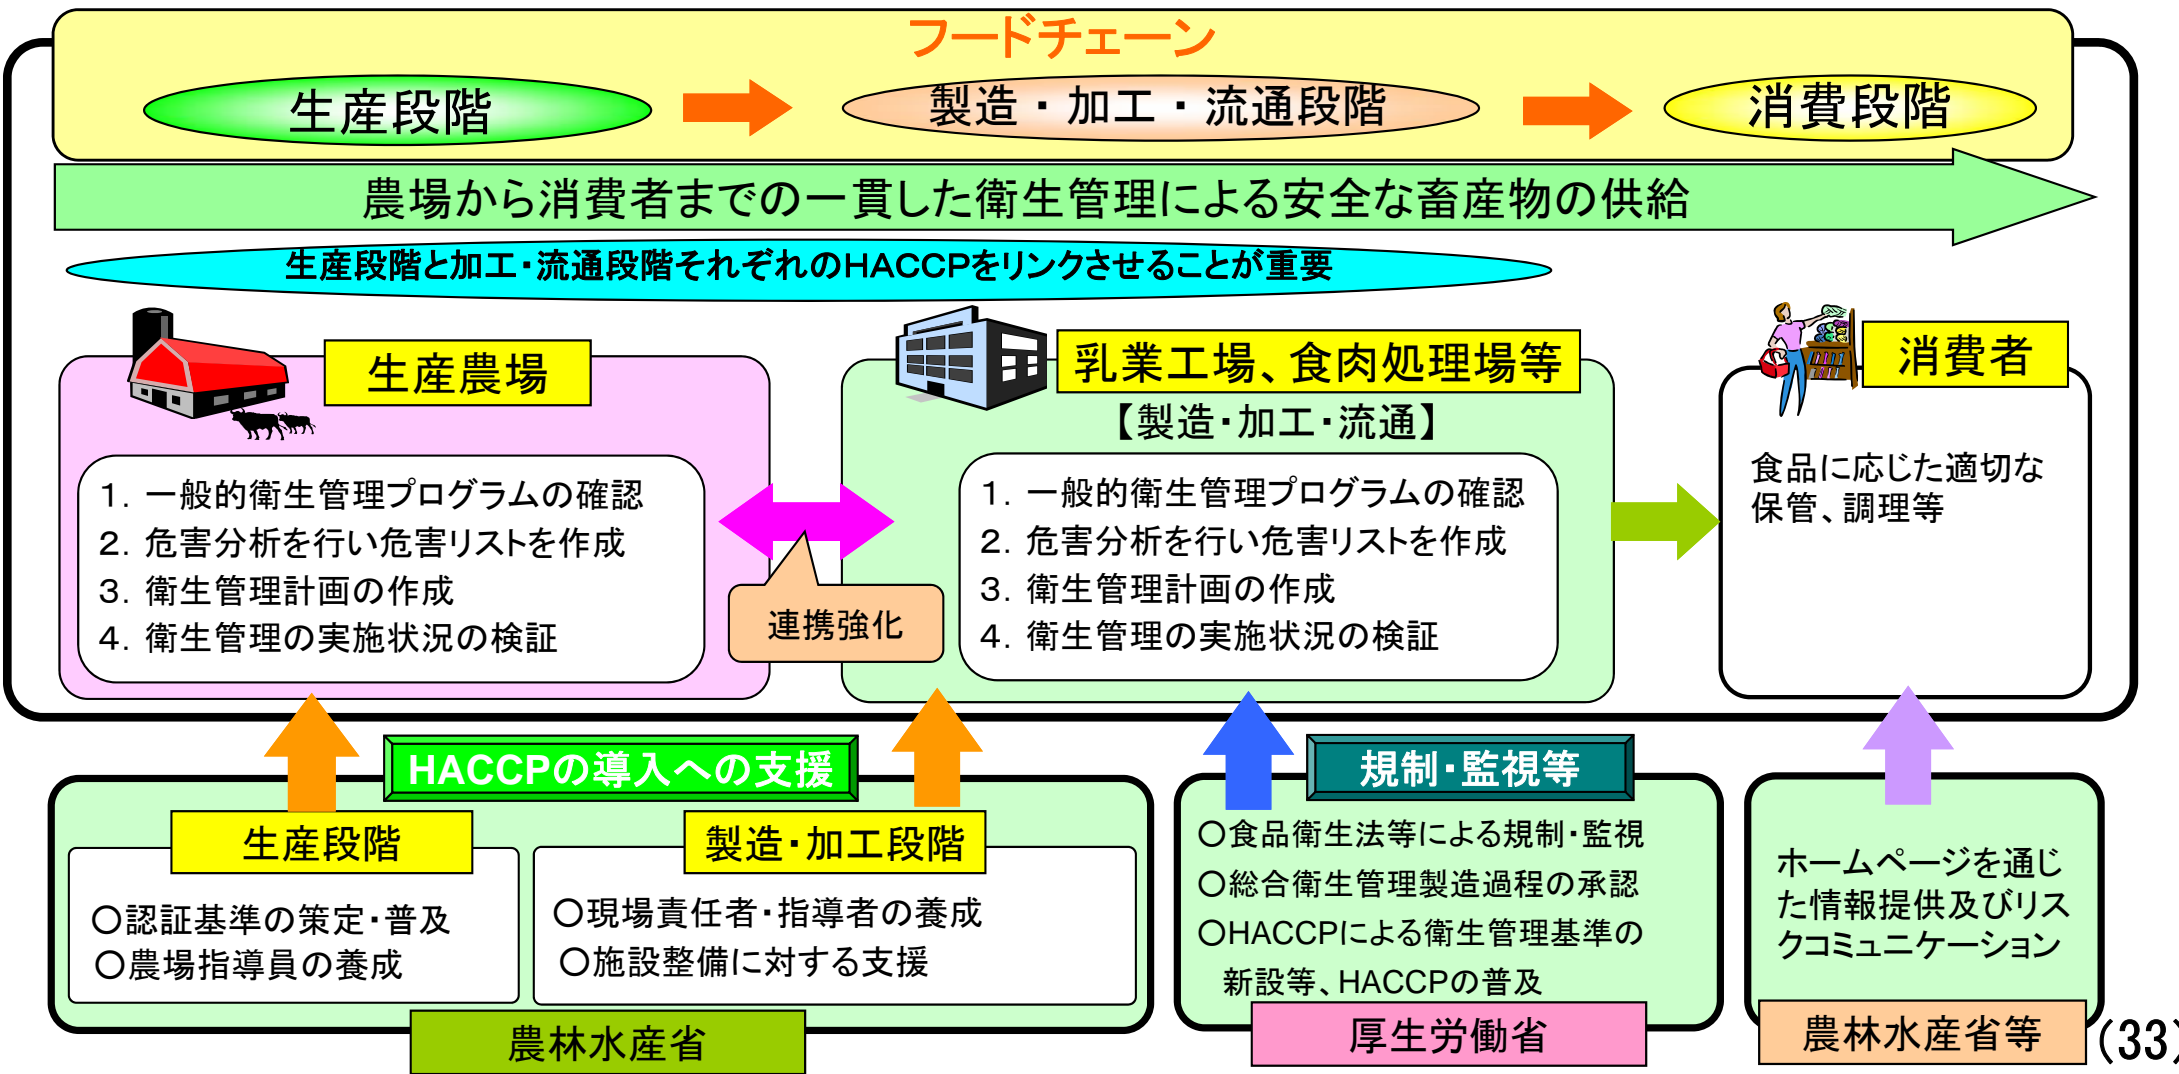 フードチェーン
生産段階
製造・加工・流通段階
消費段階
農場から消費者までの一貫した衛生管理による安全な畜産物の供給
生産段階と加工・流通段階それぞれのHACCPをリンクさせることが重要
生産農場
1. 一般的衛生管理プログラムの確認
2. 危害分析を行い危害リストを作成
3. 衛生管理計画の作成
4. 衛生管理の実施状況の検証
連携強化
乳業工場、食肉処理場等
【製造・加工・流通】
1. 一般的衛生管理プログラムの確認
2. 危害分析を行い危害リストを作成
3. 衛生管理計画の作成
4. 衛生管理の実施状況の検証
消費者
食品に応じた適切な
保管、調理等
HACCPの導入への支援
生産段階
〇認証基準の策定・普及
〇農場指導員の養成
製造・加工段階
〇現場責任者・指導者の養成
〇施設整備に対する支援
農林水産省
規制・監視等
〇食品衛生法等による規制・監視
〇総合衛生管理製造過程の承認
〇HACCPによる衛生管理基準の
新設等、HACCPの普及
厚生労働省
ホームページを通じ
た情報提供及びリス
クコミュニケーション
農林水産省等
(33)